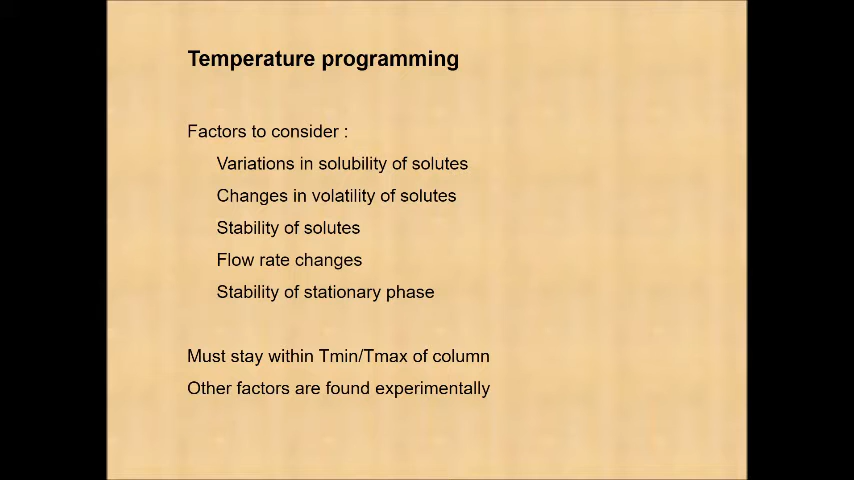 Temperature programming
Factors to consider :
Variations in solubility of solutes
Changes in volatility of solutes
Stability of solutes
Flow rate changes
Stability of stationary phase
Must stay within Tmin/Tmax of column
Other factors are found experimentally